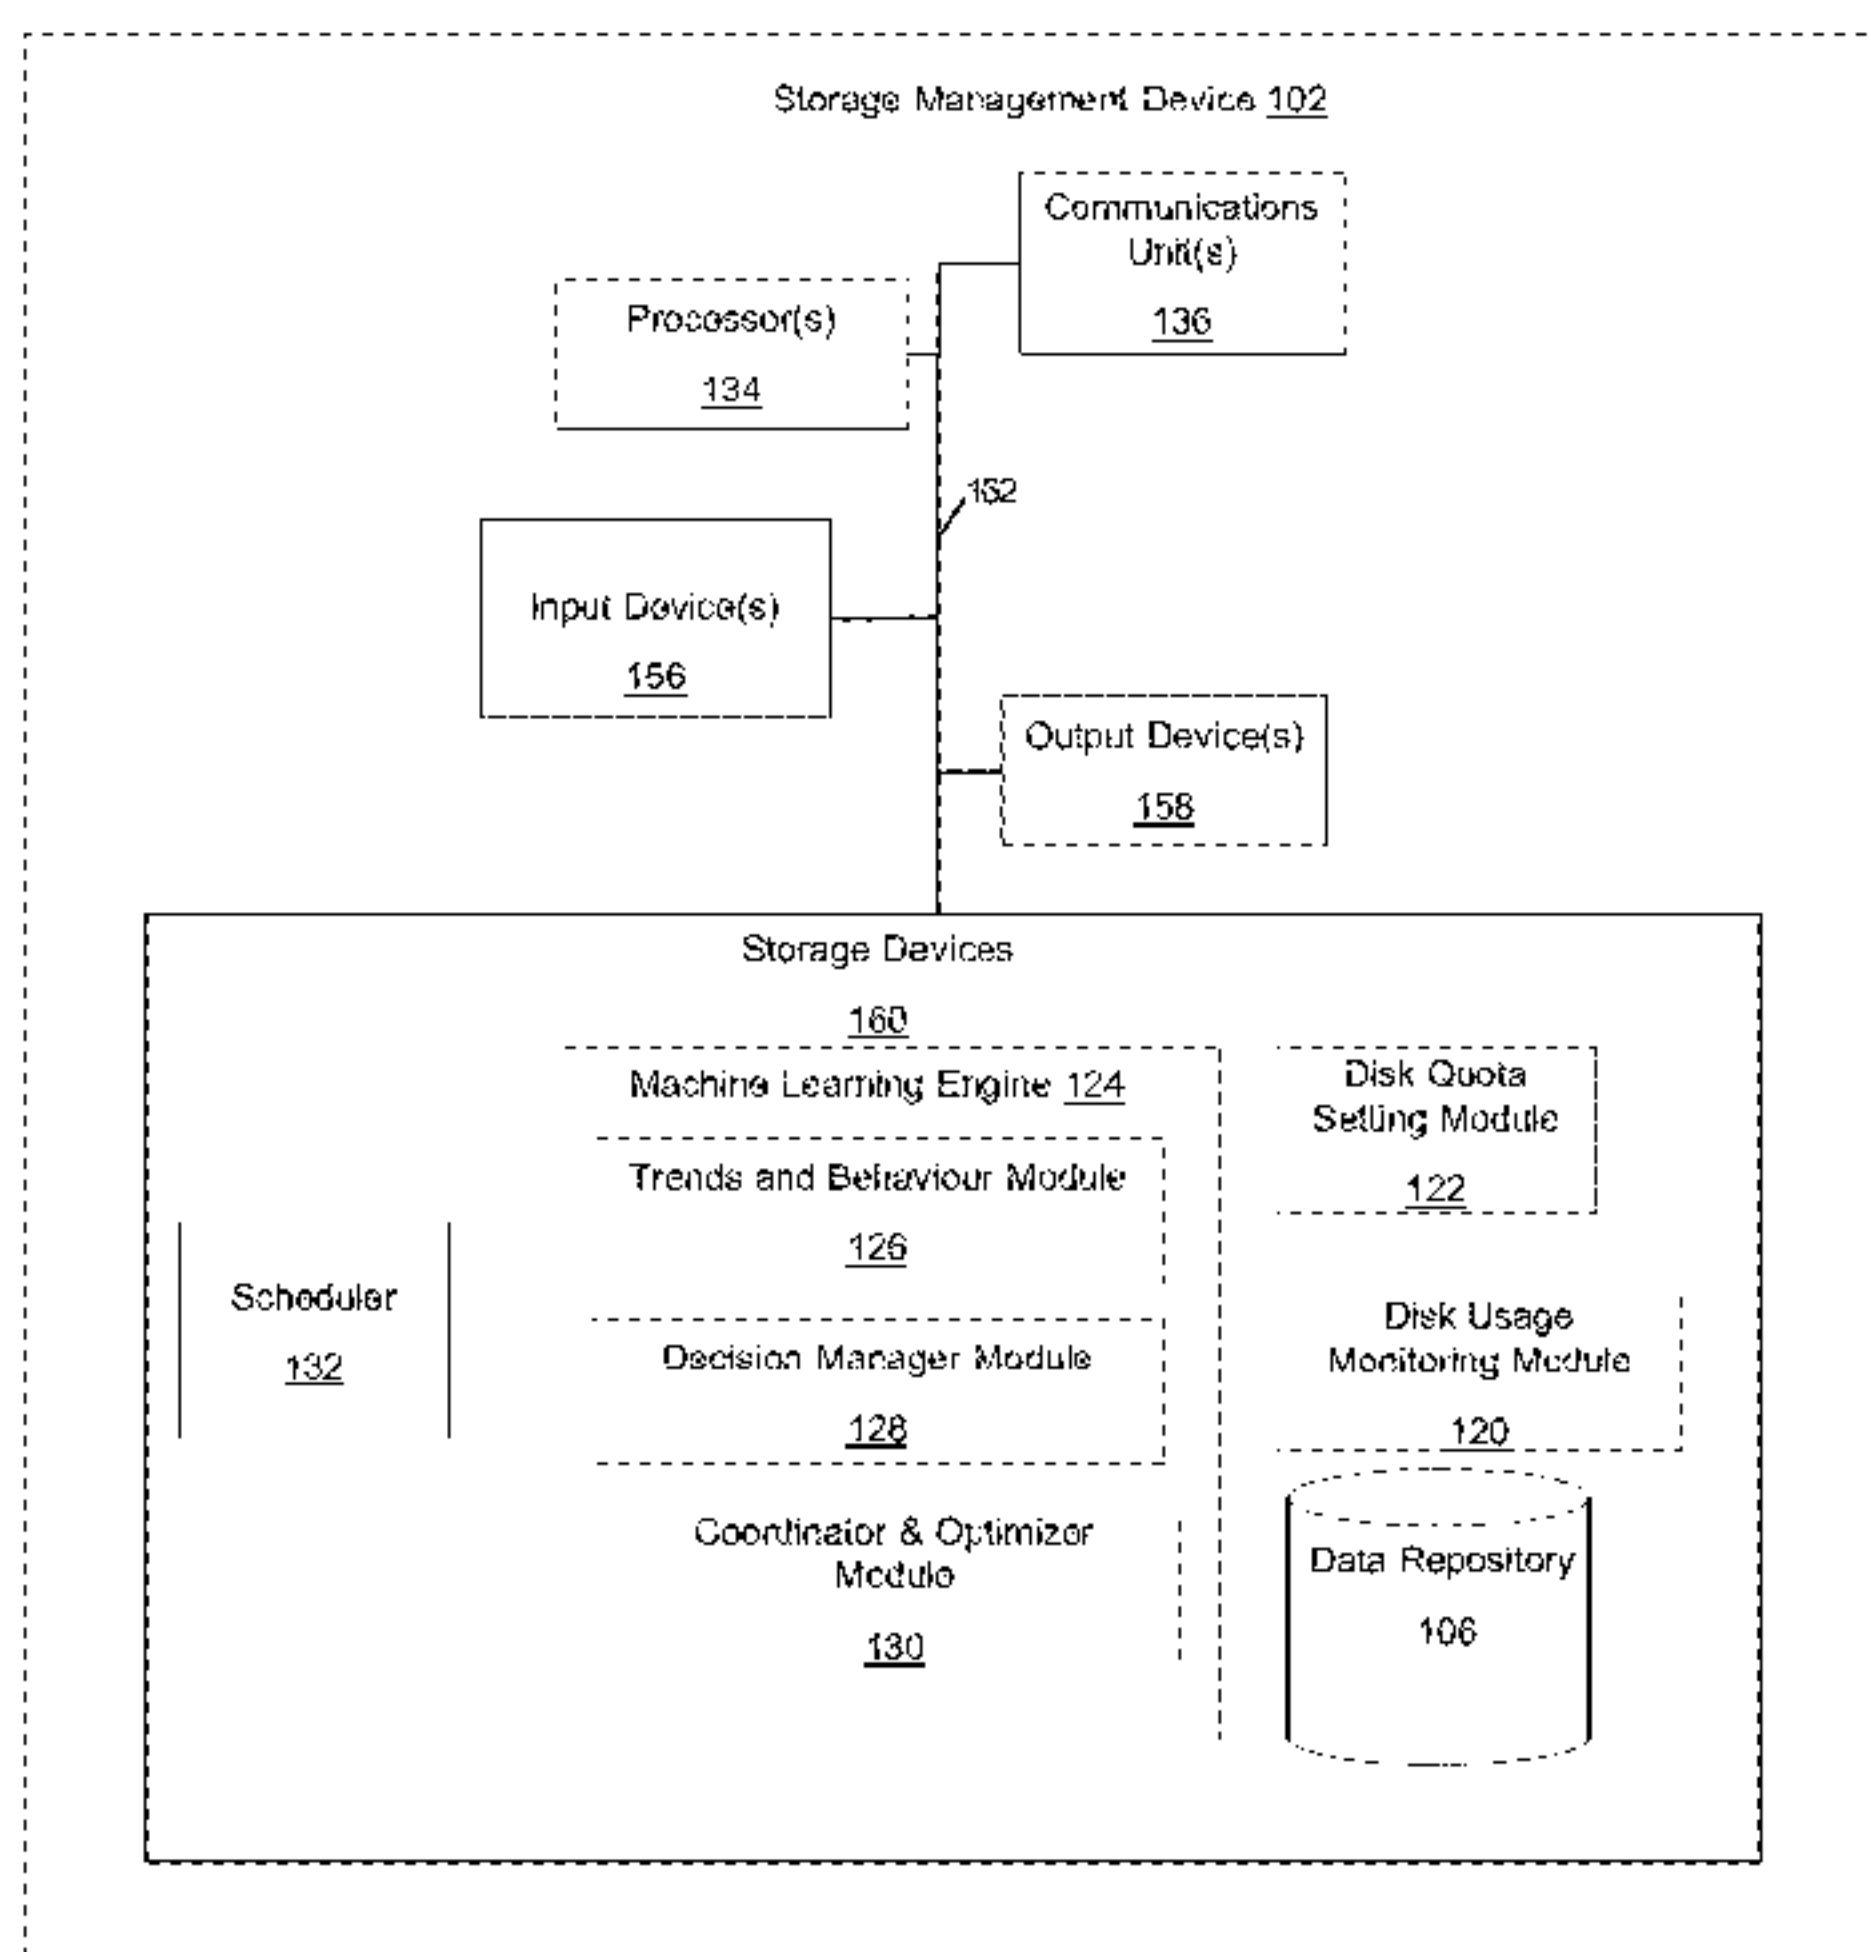 Storage Management Device 102
Communications
Unit(s)
136
Processor(s)
134
162
Input Device(s)
156
Output Device(s)
158
Storage Devices
160
Machine Learning Engine 124
Trends and Behaviour Module
126
Decision Manager Module
128
Coordinator & Optimizer
Module
130
Scheduler
132
Disk Quota
Setting Module
122
Disk Usage
Monitoring Module
120
Data Repository
106